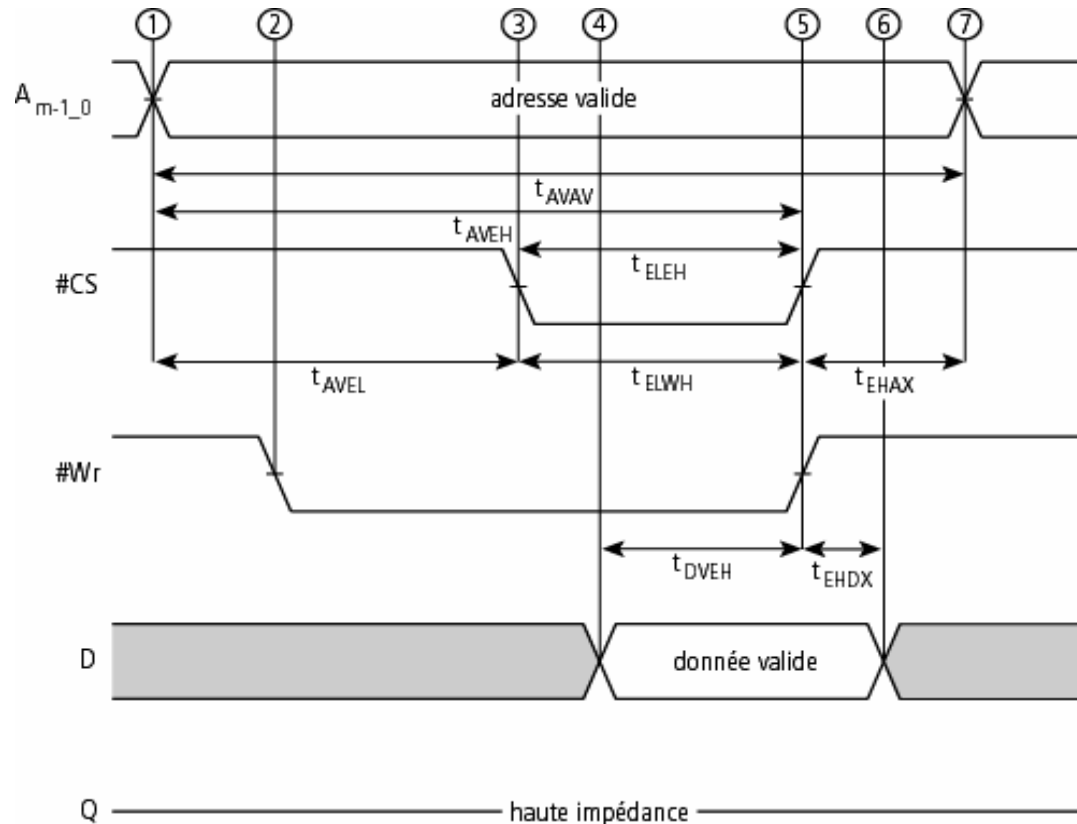 1 2 3 4 5 6 7
A m-1_0
adresse valide
t AVAV
t AVEH
t ELEH
#CS
t AVEL
t ELWH
t EHAX
#Wr
t DVEH
t EHDX
D
donnée valide
Q
haute impédance